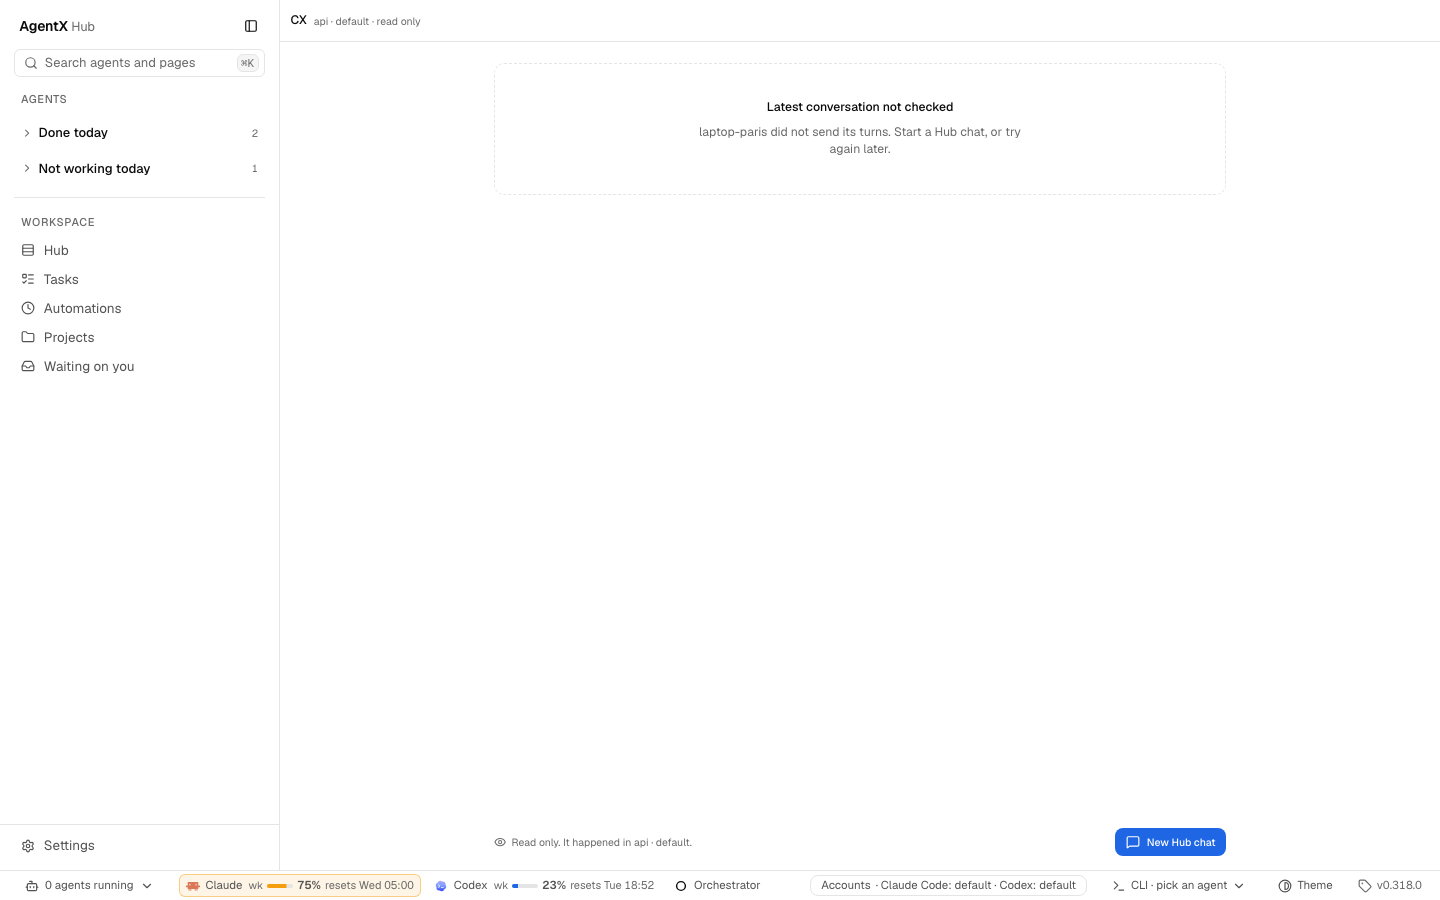 AgentX Hub
Search agents and pages
⌘K
AGENTS
Done today
2
Not working today
1
WORKSPACE
Hub
Tasks
Automations
Projects
Waiting on you
Settings
CX api · default · read only
Latest conversation not checked
laptop-paris did not send its turns. Start a Hub chat, or try
again later.
Read only. It happened in api · default.
New Hub chat
0 agents running
Claude wk 75% resets Wed 05:00
Codex wk 23% resets Tue 18:52
Orchestrator
Accounts · Claude Code: default · Codex: default
CLI · pick an agent
Theme
v0.318.0